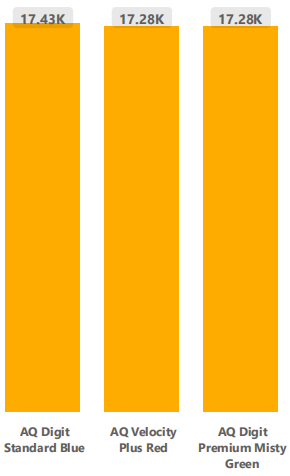 17.43K
17.28K
17.28K
AQ Digit
Standard Blue
AQ Velocity
Plus Red
AQ Digit
Premium Misty
Green